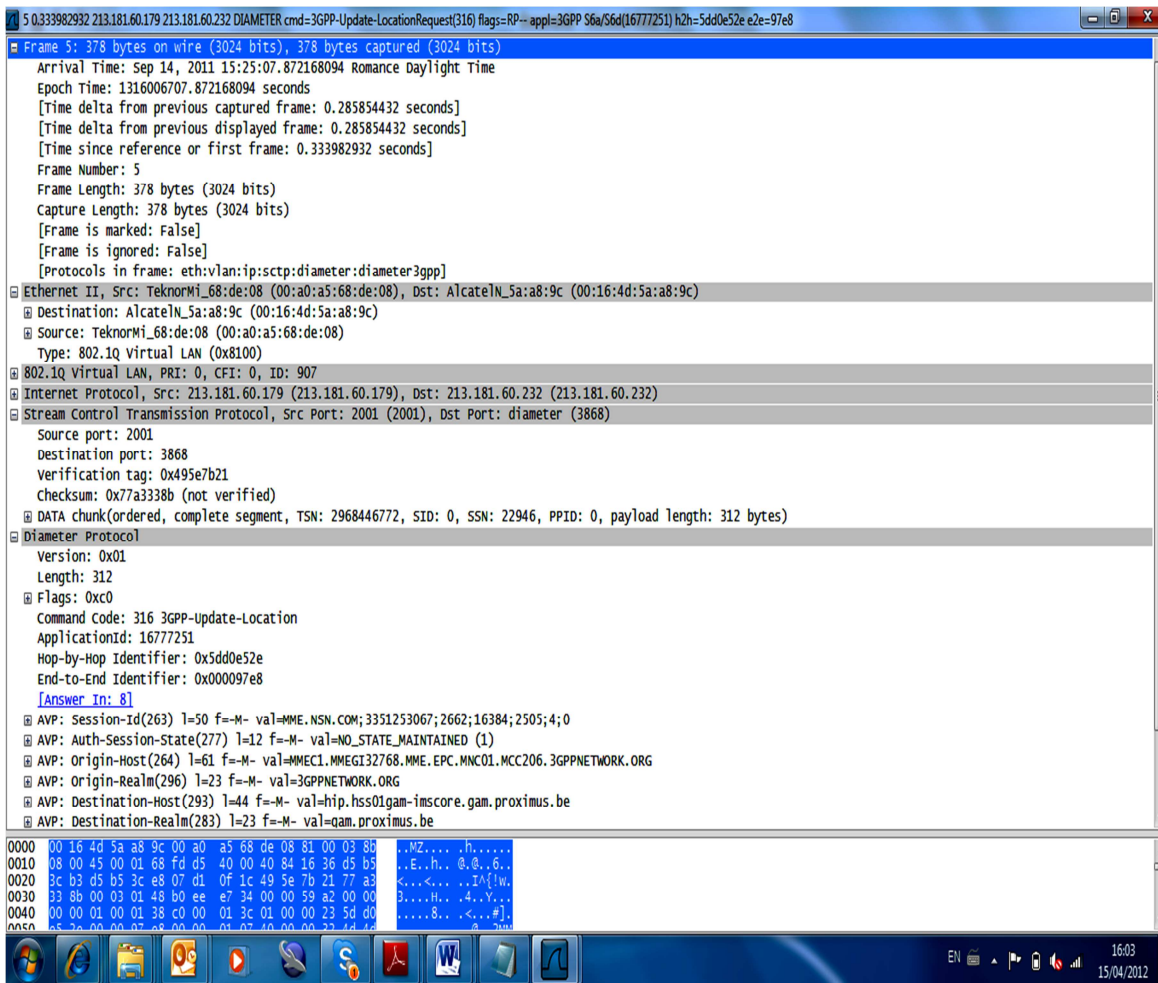 5 0.333982932 213.181.60.179 213.181.60.232 DIAMETER cmd=3GPP-Update-LocationRequest(316) flags=RP-- appl=3GPP S6a/S6d(16777251) h2h=5dd0e52e e2e=97e8
Frame 5: 378 bytes on wire (3024 bits), 378 bytes captured (3024 bits)
Arrival Time: Sep 14, 2011 15:25:07.872168094 Romance Daylight Time
Epoch Time: 1316006707.872168094 seconds
[Time delta from previous captured frame: 0.285854432 seconds]
[Time delta from previous displayed frame: 0.285854432 seconds]
[Time since reference or first frame: 0.333982932 seconds]
Frame Number: 5
Frame Length: 378 bytes (3024 bits)
Capture Length: 378 bytes (3024 bits)
[Frame is marked: False]
[Frame is ignored: False]
[Protocols in frame: eth:vlan:ip:sctp:diameter:diameter3gpp]
Ethernet II, Src: TeknorMi_68:de:08 (00:a0:a5:68:de:08), Dst: AlcatelN_5a:a8:9c (00:16:4d:5a:a8:9c)
Destination: AlcatelN_5a:a8:9c (00:16:4d:5a:a8:9c)
Source: TeknorMi_68:de:08 (00:a0:a5:68:de:08)
Type: 802.1Q Virtual LAN (0x8100)
802.1Q Virtual LAN, PRI: 0, CFI: 0, ID: 907
Internet Protocol, Src: 213.181.60.179 (213.181.60.179), Dst: 213.181.60.232 (213.181.60.232)
Stream Control Transmission Protocol, Src Port: 2001 (2001), Dst Port: diameter (3868)
Source port: 2001
Destination port: 3868
Verification tag: 0x495e7b21
Checksum: 0x77a3338b (not verified)
DATA chunk(ordered, complete segment, TSN: 2968446772, SID: 0, SSN: 22946, PPID: 0, payload length: 312 bytes)
Diameter Protocol
Version: 0x01
Length: 312
Flags: 0xc0
Command Code: 316 3GPP-Update-Location
ApplicationId: 16777251
Hop-by-Hop Identifier: 0x5dd0e52e
End-to-End Identifier: 0x000097e8
[Answer In: 8]
AVP: Session-Id(263) l=50 f=-M- val=MME.NSN.COM;3351253067;2662;16384;2505;4;0
AVP: Auth-Session-State(277) l=12 f=-M- val=NO_STATE_MAINTAINED (1)
AVP: Origin-Host(264) l=61 f=-M- val=MMEC1.MMEGI32768.MME.EPC.MNC01.MCC206.3GPPNETWORK.ORG
AVP: Origin-Realm(296) l=23 f=-M- val=3GPPNETWORK.ORG
AVP: Destination-Host(293) l=44 f=-M- val=hip.hss01gam-imscore.gam.proximus.be
AVP: Destination-Realm(283) l=23 f=-M- val=gam.proximus.be
0000 00 16 4d 5a a8 9c 00 a0 a5 68 de 08 81 00 03 8b ..MZ.... .h......
0010 08 00 45 00 01 68 fd d5 40 00 40 84 16 36 d5 b5 ..E..h.. @.@..6..
0020 3c b3 d5 b5 3c e8 07 d1 0f 1c 49 5e 7b 21 77 a3 <...<... ..I^{!w.
0030 33 8b 00 03 01 48 b0 ee e7 34 00 00 59 a2 00 00 3....H.. .4..Y...
0040 00 00 01 00 01 38 c0 00 01 3c 01 00 00 23 5d d0 .....8.. .<...#].
0050 e5 2e 00 00 97 e8 00 00 01 07 40 00 00 32 4d 4d
EN
16:03
15/04/2012